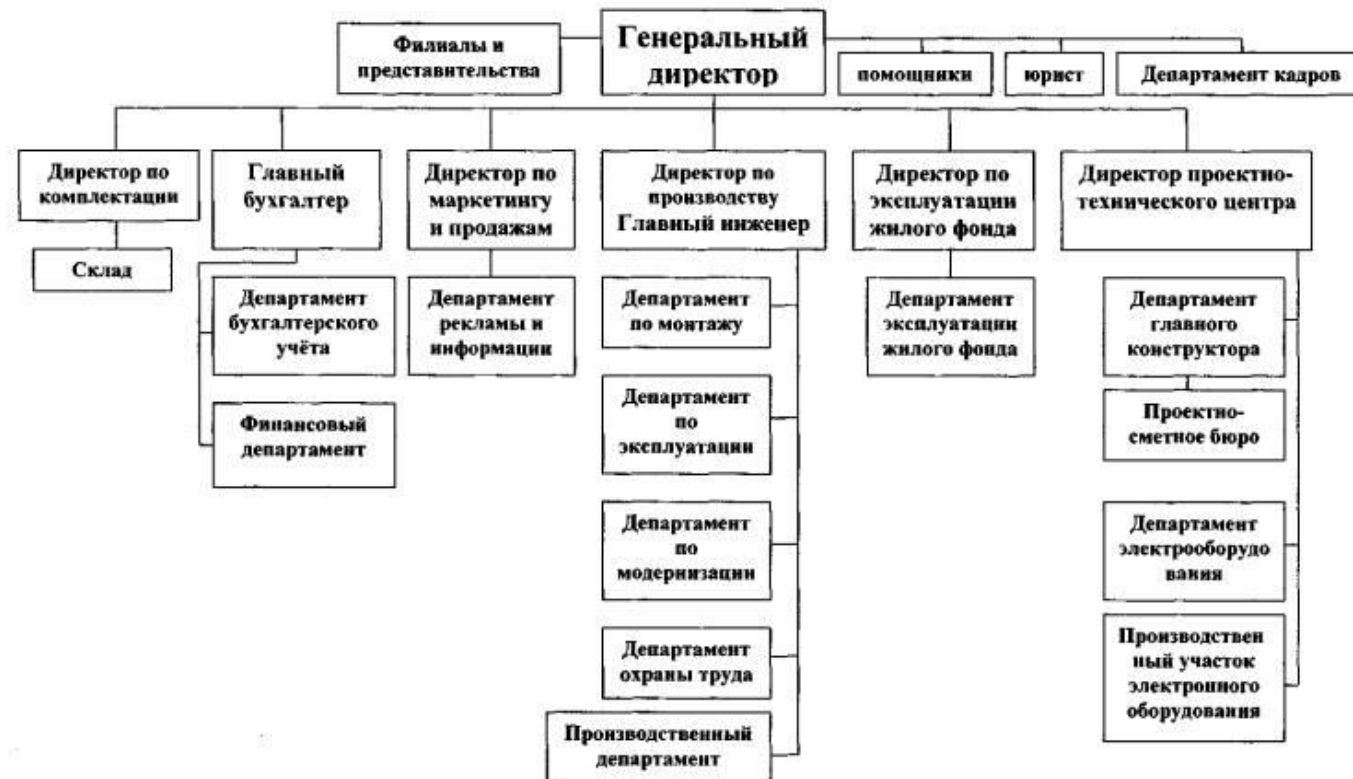 Филиалы и
представительства
Генеральный
директор
помощники
юрист
Департамент кадров
Директор по
комплектации
Главный
бухгалтер
Директор по
маркетингу
и продажам
Директор по
производству
Главный инженер
Директор по
эксплуатации
жилого фонда
Директор проектно-
технического центра
Склад
Департамент
бухгалтерского
учёта
Финансовый
департамент
Департамент
рекламы и
информации
Департамент
по монтажу
Департамент
по
эксплуатации
Департамент
по
модернизации
Департамент
охраны труда
Производственный
департамент
Департамент
эксплуатации
жилого фонда
Департамент
главного
конструктора
Проектно-
сметное бюро
Департамент
электрооборудо
вания
Производствен
ный участок
электронного
оборудования